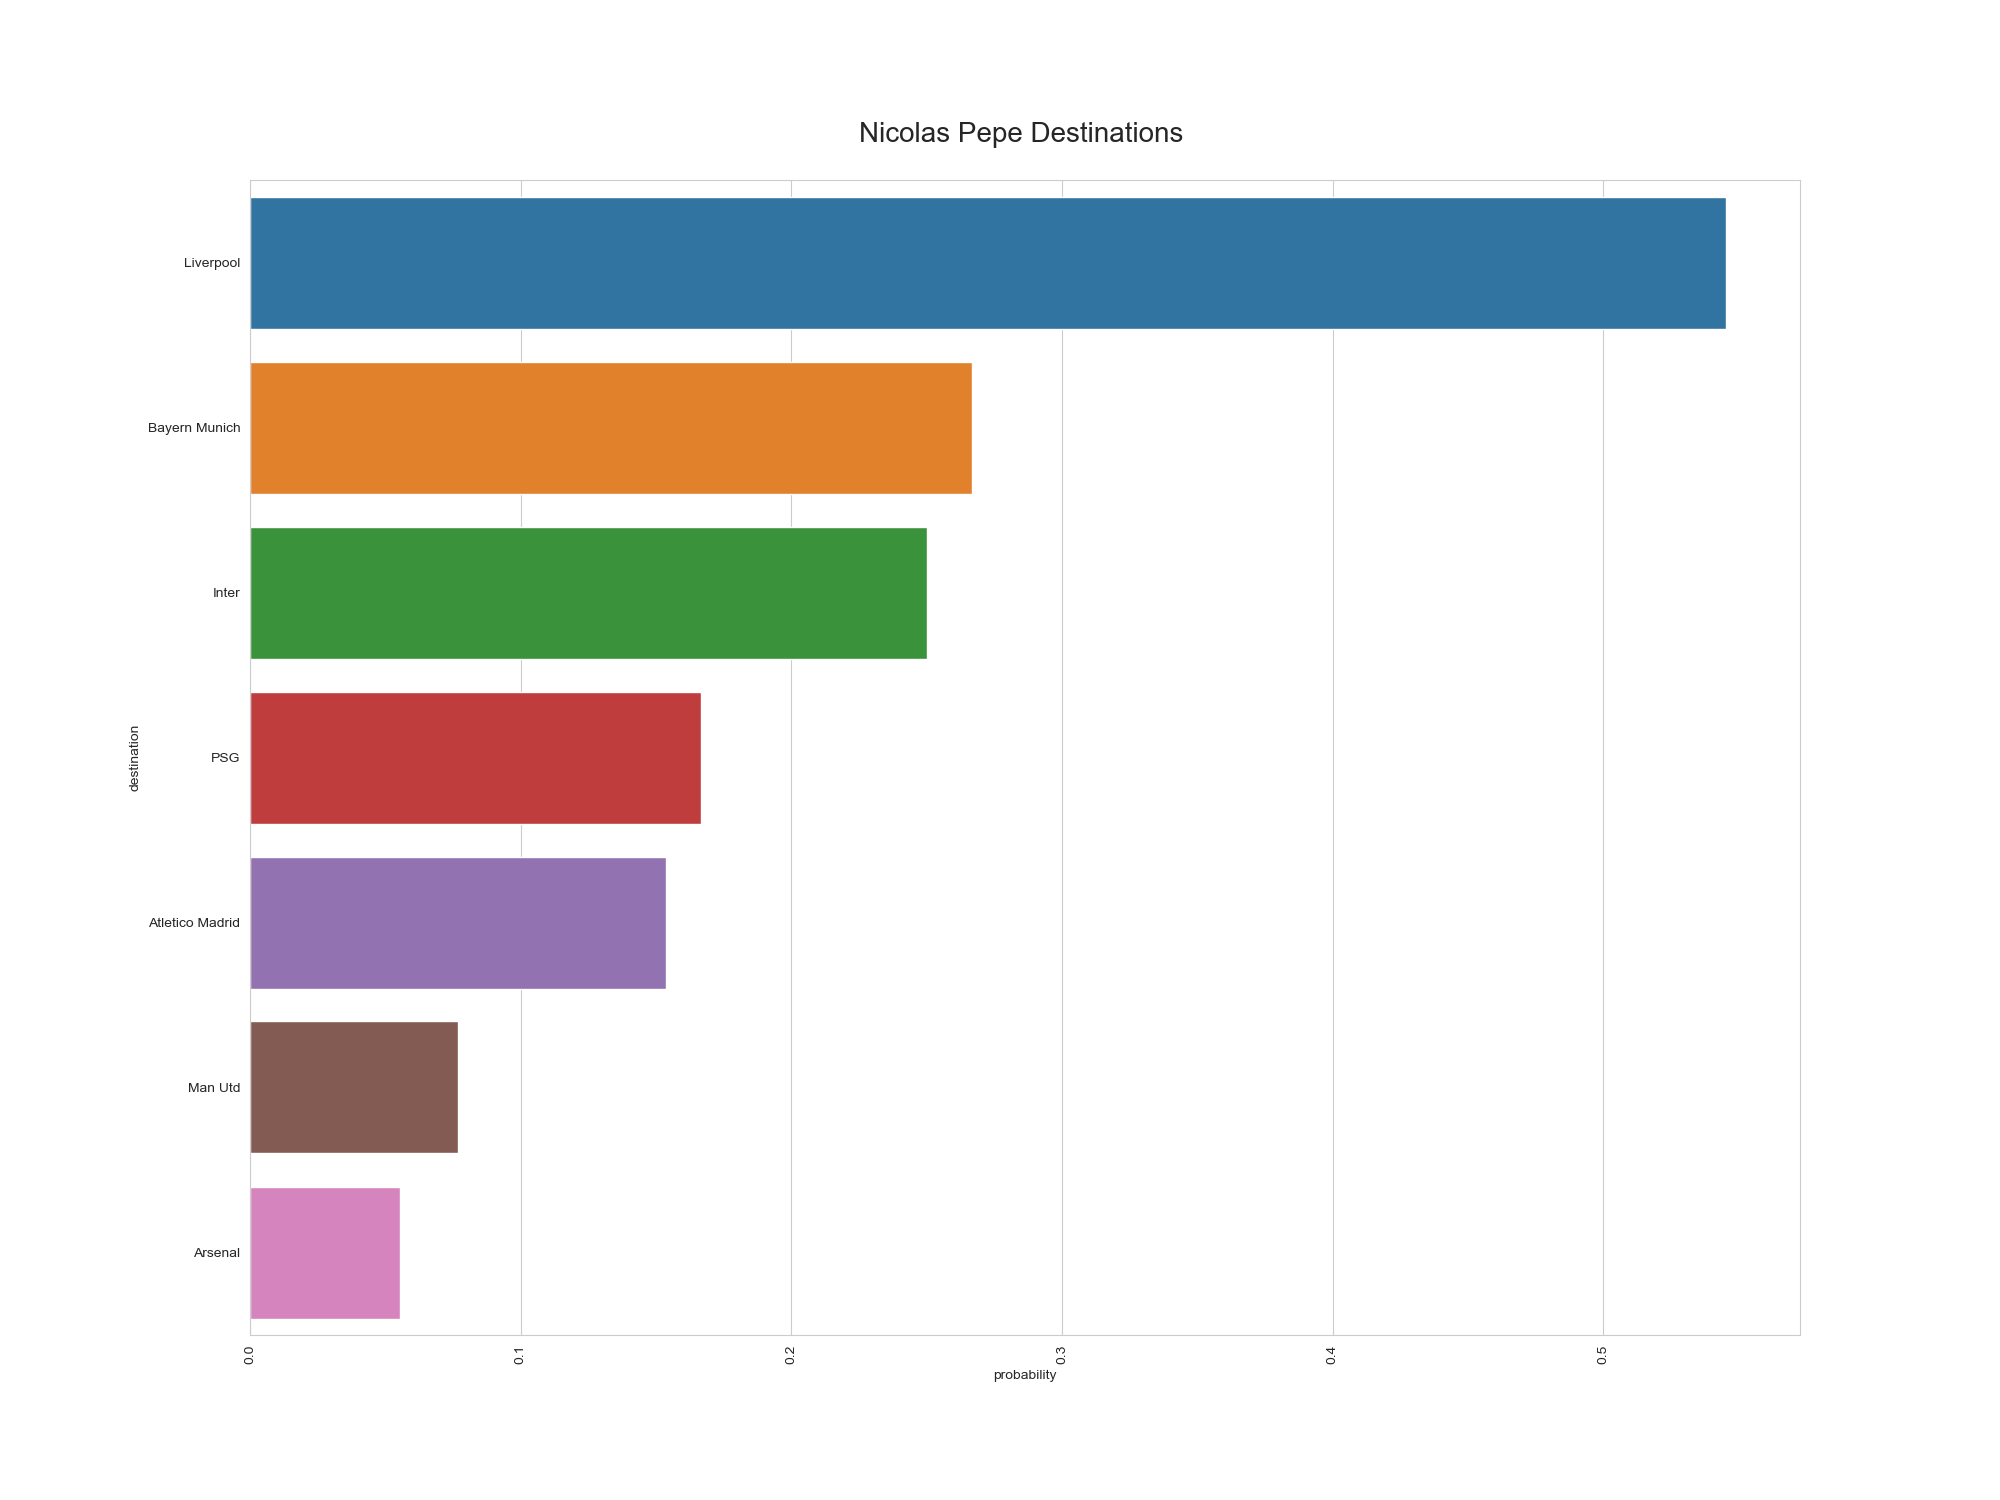 Nicolas Pepe Destinations
Liverpool
Bayern Munich
Inter
PSG
Atletico Madrid
Man Utd
Arsenal
destination
0.0 0.1 0.2 0.3 0.4 0.5
probability